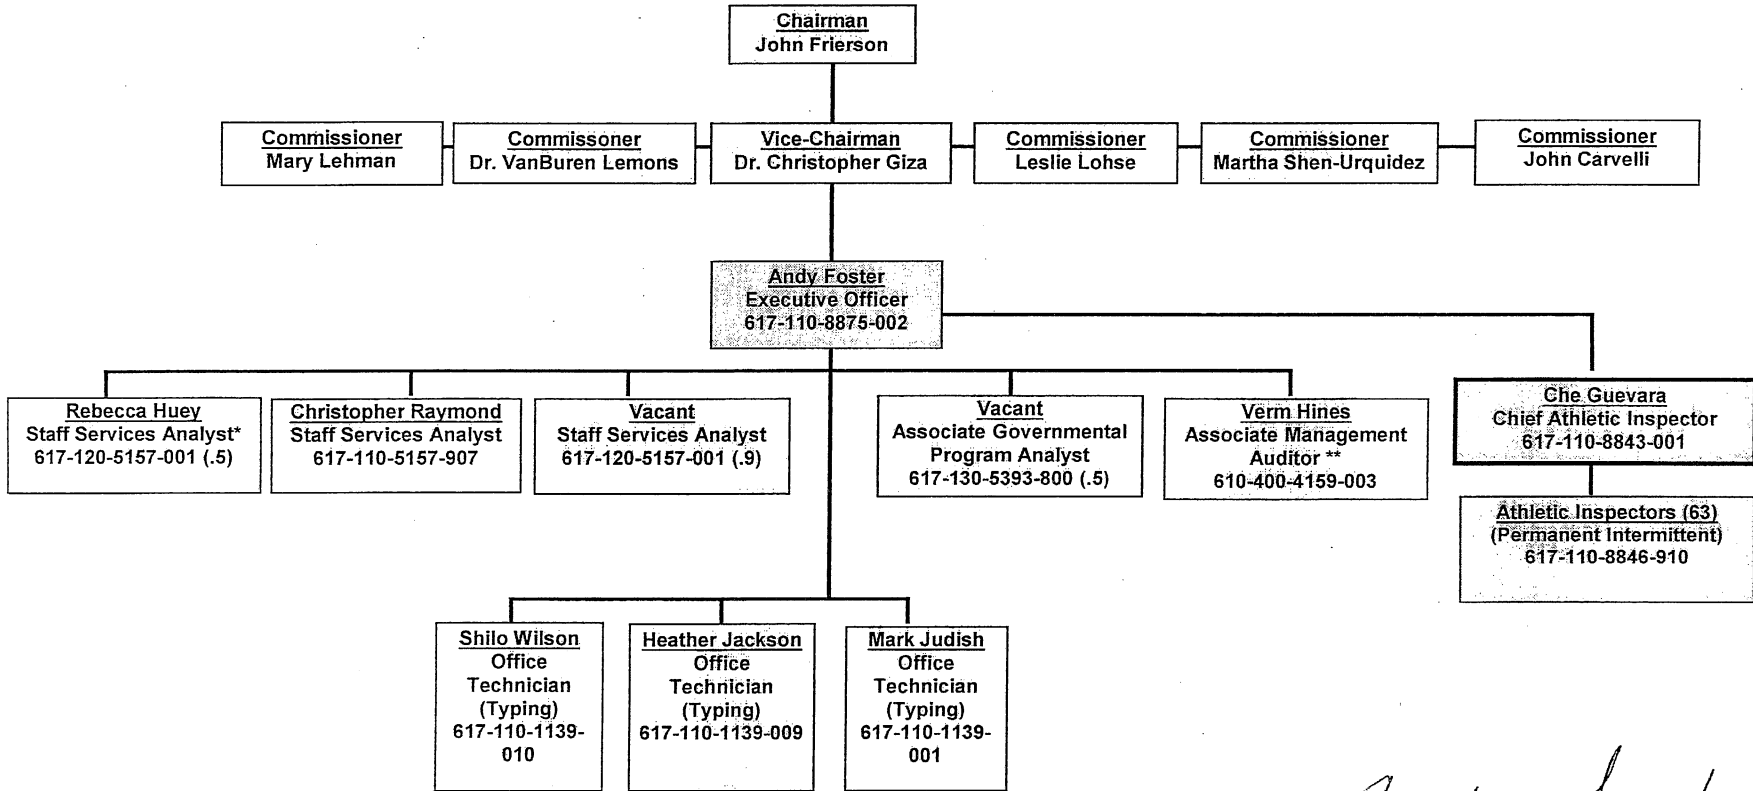 Chairman
John Frierson
Commissioner
Mary Lehman
Commissioner
Dr. VanBuren Lemons
Vice-Chairman
Dr. Christopher Giza
Commissioner
Leslie Lohse
Commissioner
Martha Shen-Urquidez
Commissioner
John Carvelli
Andy Foster
Executive Officer
617-110-8875-002
Rebecca Huey
Staff Services Analyst*
617-120-5157-001 (.5)
Christopher Raymond
Staff Services Analyst
617-110-5157-907
Vacant
Staff Services Analyst
617-120-5157-001 (.9)
Vacant
Associate Governmental
Program Analyst
617-130-5393-800 (.5)
Verm Hines
Associate Management
Auditor **
610-400-4159-003
Che Guevara
Chief Athletic Inspector
617-110-8843-001
Athletic Inspectors (63)
(Permanent Intermittent)
617-110-8846-910
Shilo Wilson
Office
Technician
(Typing)
617-110-1139-
010
Heather Jackson
Office
Technician
(Typing)
617-110-1139-009
Mark Judish
Office
Technician
(Typing)
617-110-1139-
001